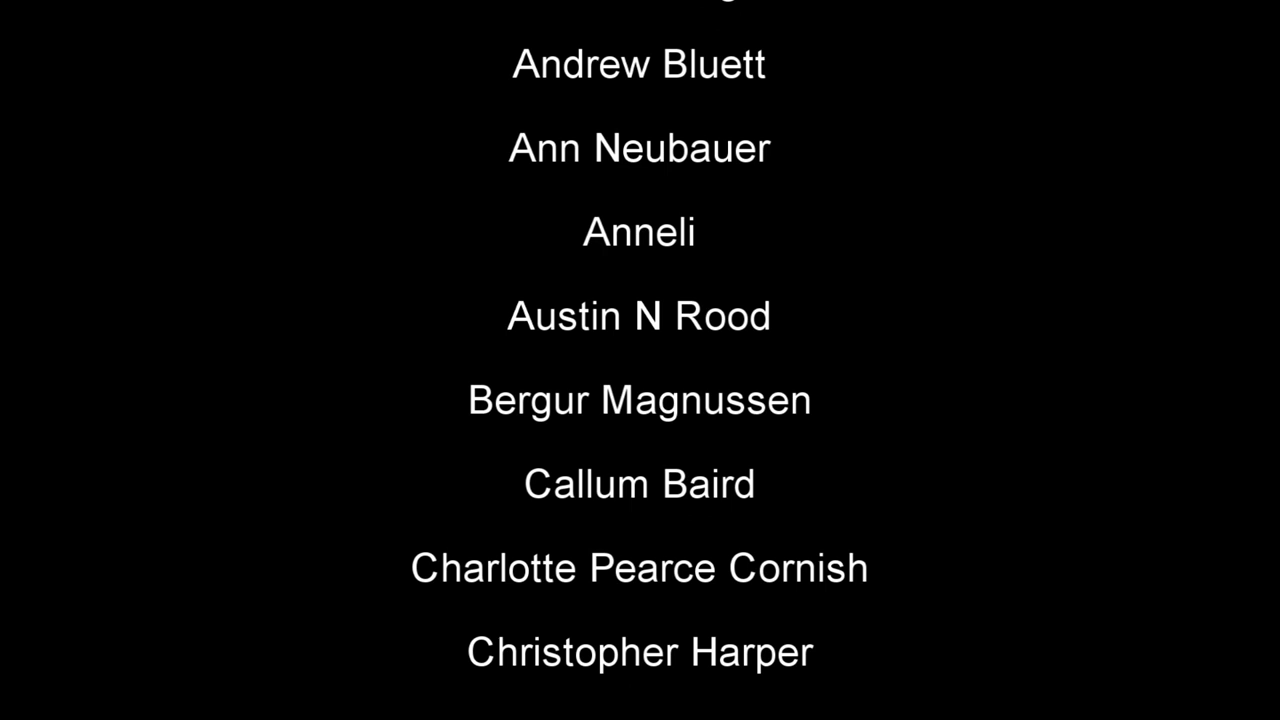 Andrew Bluett
Ann Neubauer
Anneli
Austin N Rood
Bergur Magnussen
Callum Baird
Charlotte Pearce Cornish
Christopher Harper